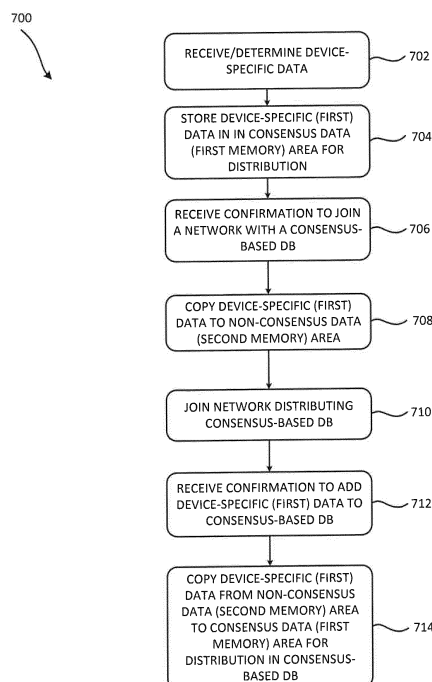 700
RECEIVE/DETERMINE DEVICE-
SPECIFIC DATA
702
STORE DEVICE-SPECIFIC (FIRST)
DATA IN IN CONSENSUS DATA
(FIRST MEMORY) AREA FOR
DISTRIBUTION
704
RECEIVE CONFIRMATION TO JOIN
A NETWORK WITH A CONSENSUS-
BASED DB
706
COPY DEVICE-SPECIFIC (FIRST)
DATA TO NON-CONSENSUS DATA
(SECOND MEMORY) AREA
708
JOIN NETWORK DISTRIBUTING
CONSENSUS-BASED DB
710
RECEIVE CONFIRMATION TO ADD
DEVICE-SPECIFIC (FIRST) DATA TO
CONSENSUS-BASED DB
712
COPY DEVICE-SPECIFIC (FIRST)
DATA FROM NON-CONSENSUS
DATA (SECOND MEMORY) AREA
TO CONSENSUS DATA (FIRST
MEMORY) AREA FOR
DISTRIBUTION IN CONSENSUS-
BASED DB
714